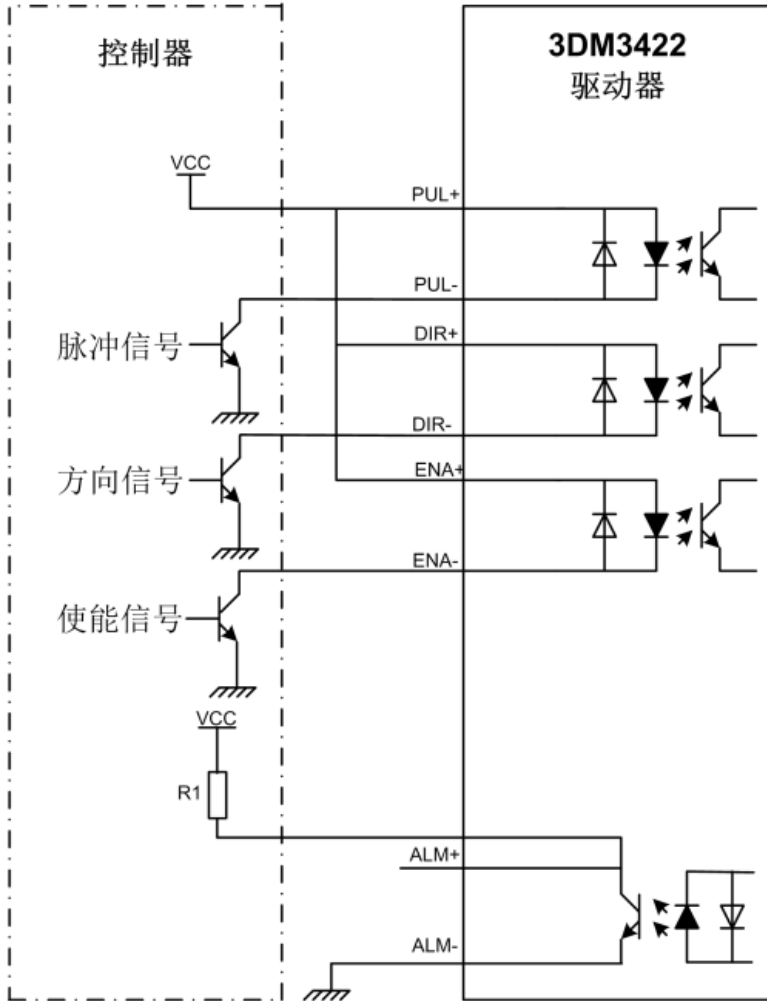 控制器
3DM3422
驱动器
VCC
PUL+
PUL-
脉冲信号
DIR+
DIR-
方向信号
ENA+
ENA-
使能信号
VCC
R1
ALM+
ALM-